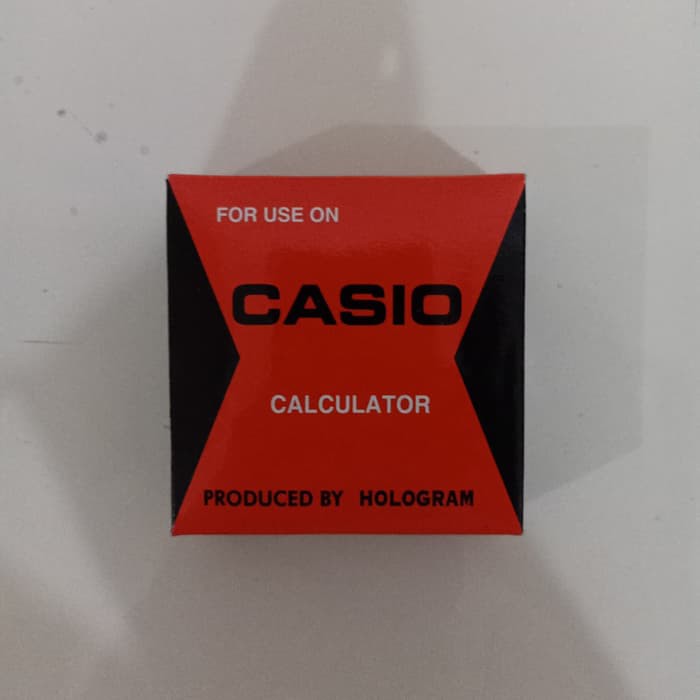 FOR USE ON
CASIO
CALCULATOR
PRODUCED BY HOLOGRAM